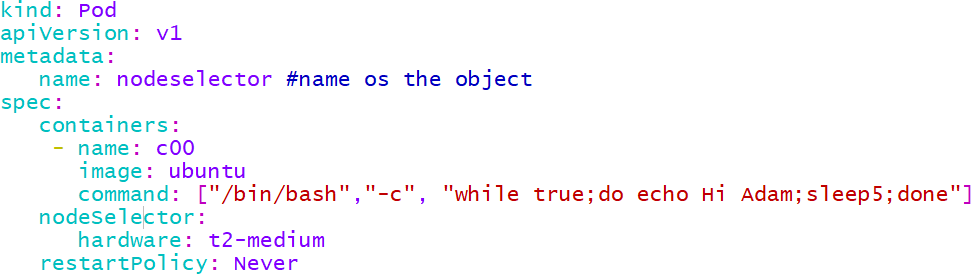 kind: Pod
apiVersion: v1
metadata:
   name: nodeselector #name os the object
spec:
   containers:
    - name: c00
      image: ubuntu
      command: ["/bin/bash","-c", "while true;do echo Hi Adam;sleep5;done"]
   nodeSelector:
      hardware: t2-medium
   restartPolicy: Never